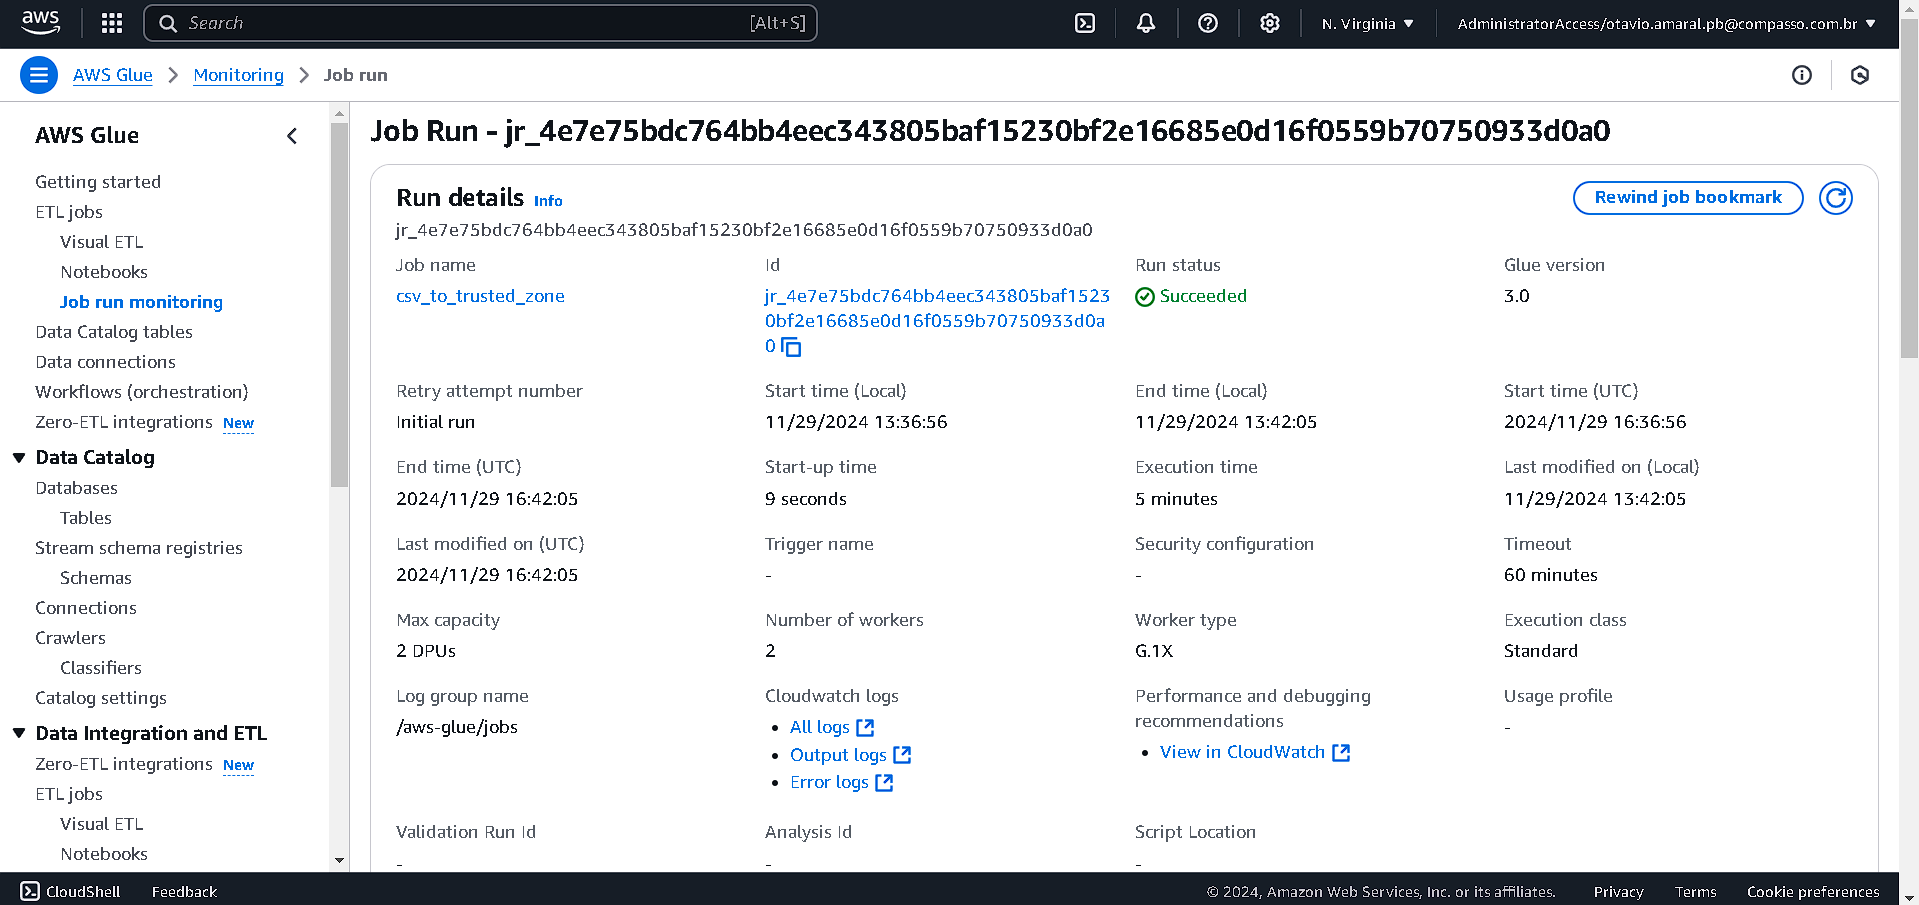 aws
Search
[Alt+S]
N. Virginia
AdministratorAccess/otavio.amaral.pb@compasso.com.br
AWS Glue
Monitoring
Job run
AWS Glue
Getting started
ETL jobs
Visual ETL
Notebooks
Job run monitoring
Data Catalog tables
Data connections
Workflows (orchestration)
Zero-ETL integrations New
Data Catalog
Databases
Tables
Stream schema registries
Schemas
Connections
Crawlers
Classifiers
Catalog settings
Data Integration and ETL
Zero-ETL integrations New
ETL jobs
Visual ETL
Notebooks
Job Run - jr_4e7e75bdc764bb4eec343805baf15230bf2e16685e0d16f0559b70750933d0a0
Run details Info
Rewind job bookmark
jr_4e7e75bdc764bb4eec343805baf15230bf2e16685e0d16f0559b70750933d0a0
Job name
csv_to_trusted_zone
Id
jr_4e7e75bdc764bb4eec343805baf1523
0bf2e16685e0d16f0559b70750933d0a
0
Run status
Succeeded
Glue version
3.0
Retry attempt number
Initial run
Start time (Local)
11/29/2024 13:36:56
End time (Local)
11/29/2024 13:42:05
Start time (UTC)
2024/11/29 16:36:56
End time (UTC)
2024/11/29 16:42:05
Start-up time
9 seconds
Execution time
5 minutes
Last modified on (Local)
11/29/2024 13:42:05
Last modified on (UTC)
2024/11/29 16:42:05
Trigger name
-
Security configuration
-
Timeout
60 minutes
Max capacity
2 DPUs
Number of workers
2
Worker type
G.1X
Execution class
Standard
Log group name
/aws-glue/jobs
Cloudwatch logs
• All logs
• Output logs
• Error logs
Performance and debugging
recommendations
• View in CloudWatch
Usage profile
-
Validation Run Id
-
Analysis Id
-
Script Location
-
CloudShell
Feedback
© 2024, Amazon Web Services, Inc. or its affiliates.
Privacy
Terms
Cookie preferences